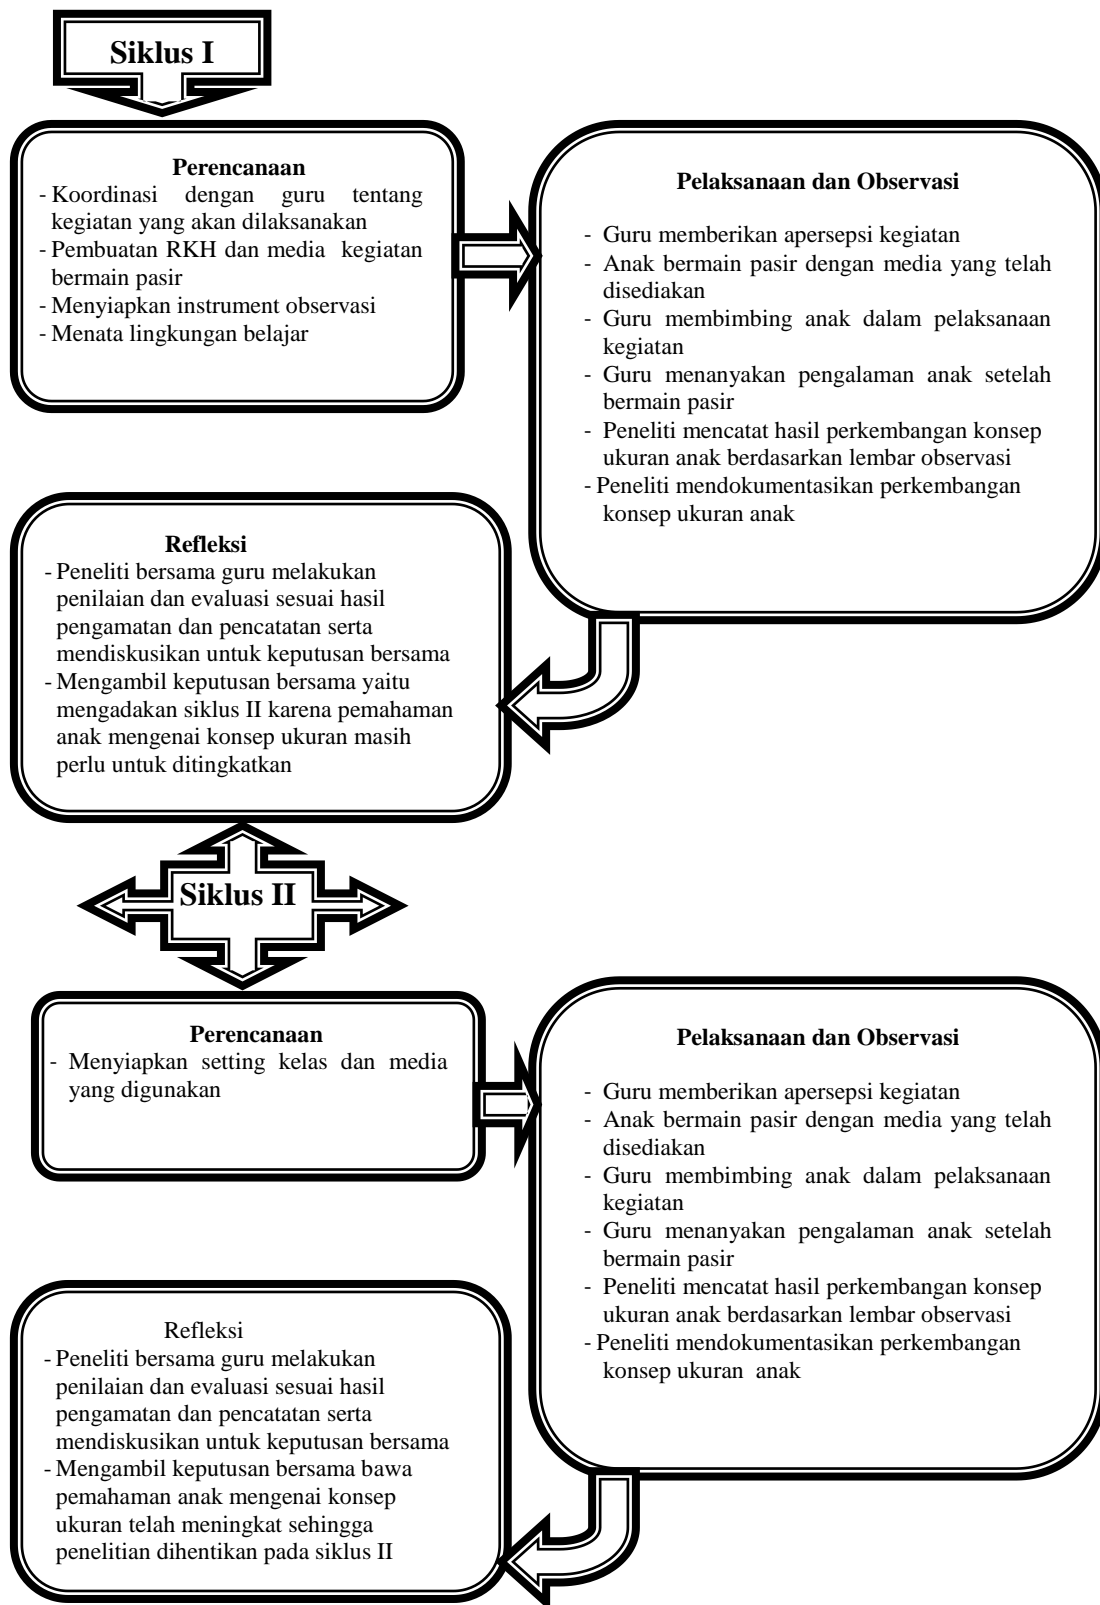 Siklus I
Perencanaan
- Koordinasi dengan guru tentang
kegiatan yang akan dilaksanakan
- Pembuatan RKH dan media kegiatan
bermain pasir
- Menyiapkan instrument observasi
- Menata lingkungan belajar
Pelaksanaan dan Observasi
- Guru memberikan apersepsi kegiatan
- Anak bermain pasir dengan media yang telah
disediakan
- Guru membimbing anak dalam pelaksanaan
kegiatan
- Guru menanyakan pengalaman anak setelah
bermain pasir
- Peneliti mencatat hasil perkembangan konsep
ukuran anak berdasarkan lembar observasi
- Peneliti mendokumentasikan perkembangan
konsep ukuran anak
Refleksi
- Peneliti bersama guru melakukan
penilaian dan evaluasi sesuai hasil
pengamatan dan pencatatan serta
mendiskusikan untuk keputusan bersama
- Mengambil keputusan bersama yaitu
mengadakan siklus II karena pemahaman
anak mengenai konsep ukuran masih
perlu untuk ditingkatkan
Siklus II
Perencanaan
- Menyiapkan setting kelas dan media
yang digunakan
Pelaksanaan dan Observasi
- Guru memberikan apersepsi kegiatan
- Anak bermain pasir dengan media yang telah
disediakan
- Guru membimbing anak dalam pelaksanaan
kegiatan
- Guru menanyakan pengalaman anak setelah
bermain pasir
- Peneliti mencatat hasil perkembangan konsep
ukuran anak berdasarkan lembar observasi
- Peneliti mendokumentasikan perkembangan
konsep ukuran anak
Refleksi
- Peneliti bersama guru melakukan
penilaian dan evaluasi sesuai hasil
pengamatan dan pencatatan serta
mendiskusikan untuk keputusan bersama
- Mengambil keputusan bersama bawa
pemahaman anak mengenai konsep
ukuran telah meningkat sehingga
penelitian dihentikan pada siklus II